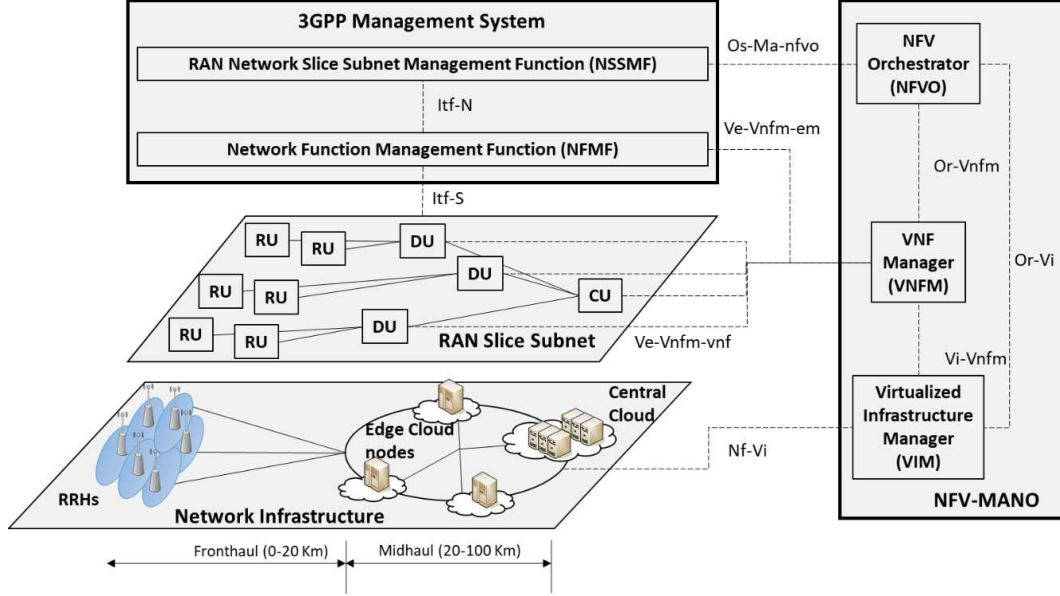 3GPP Management System
RAN Network Slice Subnet Management Function (NSSMF)
Itf-N
Network Function Management Function (NFMF)
Itf-S
Os-Ma-nfvo
Ve-Vnfm-em
NFV
Orchestrator
(NFVO)
Or-Vnfm
VNF
Manager
(VNFM)
Or-Vi
Vi-Vnfm
Virtualized
Infrastructure
Manager
(VIM)
NFV-MANO
RU
RU
DU
RU
RU
DU
CU
RU
RU
DU
RAN Slice Subnet
Ve-Vnfm-vnf
Central
Cloud
Edge Cloud
nodes
Nf-Vi
RRHs
Network Infrastructure
Fronthaul (0-20 Km)
Midhaul (20-100 Km)